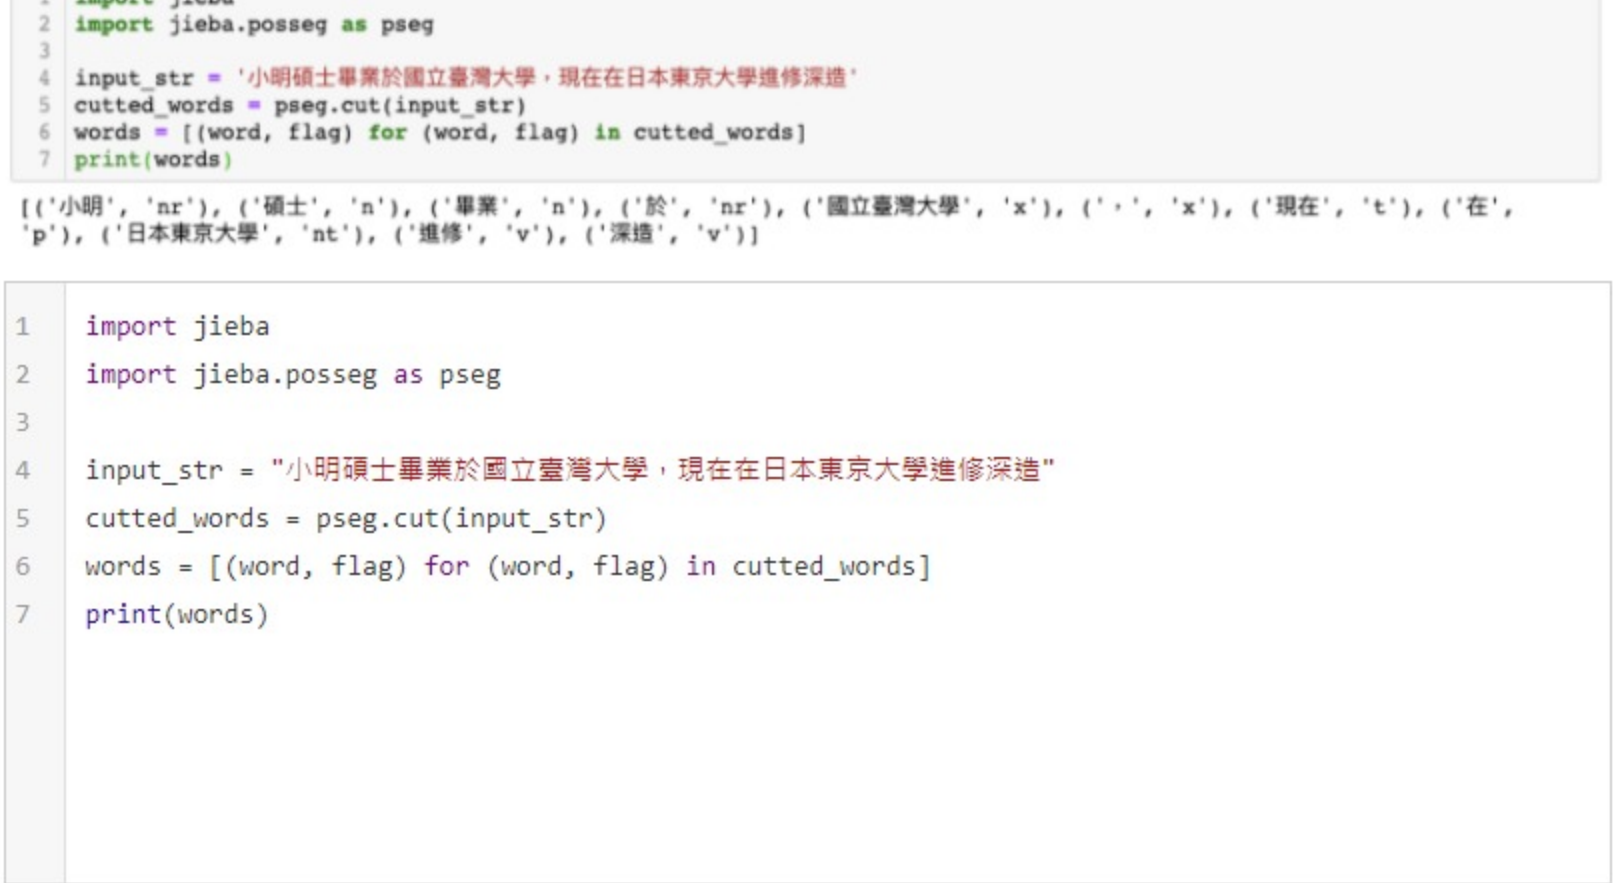 2 import jieba.posseg as pseg
3
4 input_str = '小明碩士畢業於國立臺灣大學，現在在日本東京大學進修深造'
5 cutted_words = pseg.cut(input_str)
6 words = [(word, flag) for (word, flag) in cutted_words]
7 print(words)
[('小明', 'nr'), ('碩士', 'n'), ('畢業', 'n'), ('於', 'nr'), ('國立臺灣大學', 'x'), ('，', 'x'), ('現在', 't'), ('在',
'p'), ('日本東京大學', 'nt'), ('進修', 'v'), ('深造', 'v')]
1 import jieba
2 import jieba.posseg as pseg
3
4 input_str = "小明碩士畢業於國立臺灣大學，現在在日本東京大學進修深造"
5 cutted_words = pseg.cut(input_str)
6 words = [(word, flag) for (word, flag) in cutted_words]
7 print(words)